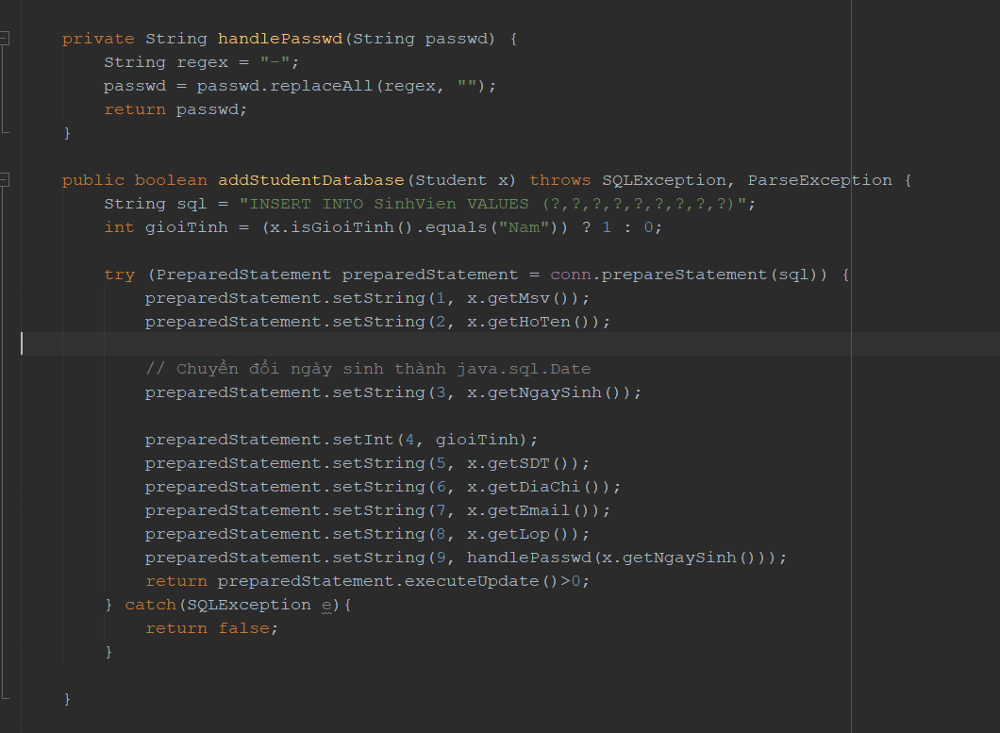 private String handlePasswd(String passwd) {
String regex = "-";
passwd = passwd.replaceAll(regex, "");
return passwd;
}
public boolean addStudentDatabase(Student x) throws SQLException, ParseException {
String sql = "INSERT INTO SinhVien VALUES (?,?,?,?,?,?,?,?,?)";
int gioiTinh = (x.isGioiTinh().equals("Nam")) ? 1 : 0;
try (PreparedStatement preparedStatement = conn.prepareStatement(sql)) {
preparedStatement.setString(1, x.getMsv());
preparedStatement.setString(2, x.getHoTen());
// Chuyển đổi ngày sinh thành java.sql.Date
preparedStatement.setString(3, x.getNgaySinh());
preparedStatement.setInt(4, gioiTinh);
preparedStatement.setString(5, x.getSDT());
preparedStatement.setString(6, x.getDiaChi());
preparedStatement.setString(7, x.getEmail());
preparedStatement.setString(8, x.getLop());
preparedStatement.setString(9, handlePasswd(x.getNgaySinh()));
return preparedStatement.executeUpdate()>0;
} catch(SQLException e){
return false;
}
}